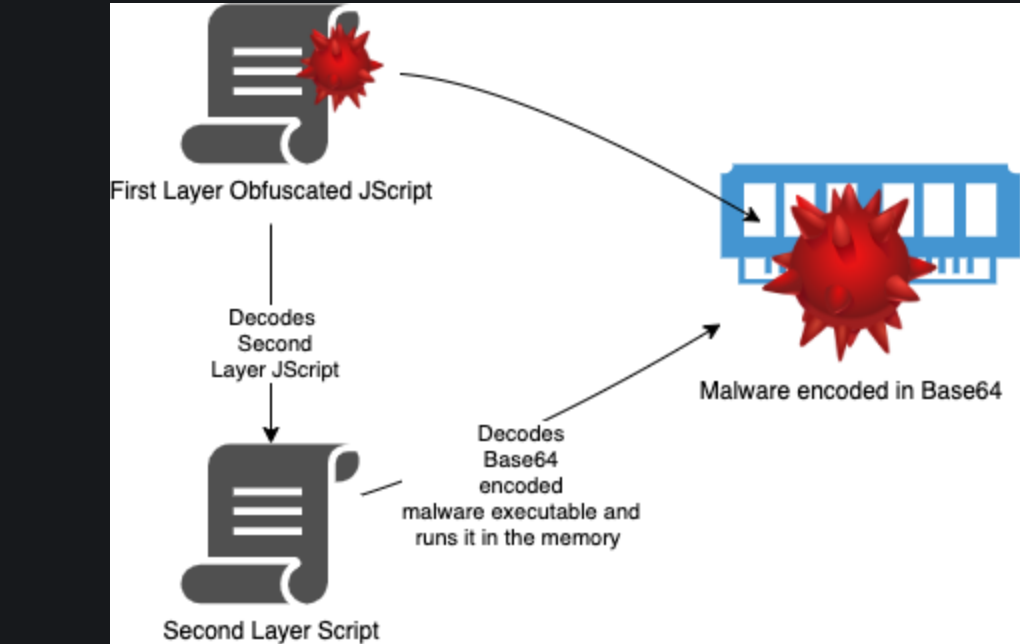 First Layer Obfuscated JScript
Decodes
Second
Layer JScript
Malware encoded in Base64
Decodes
Base64
encoded
malware executable and
runs it in the memory
Second Layer Script